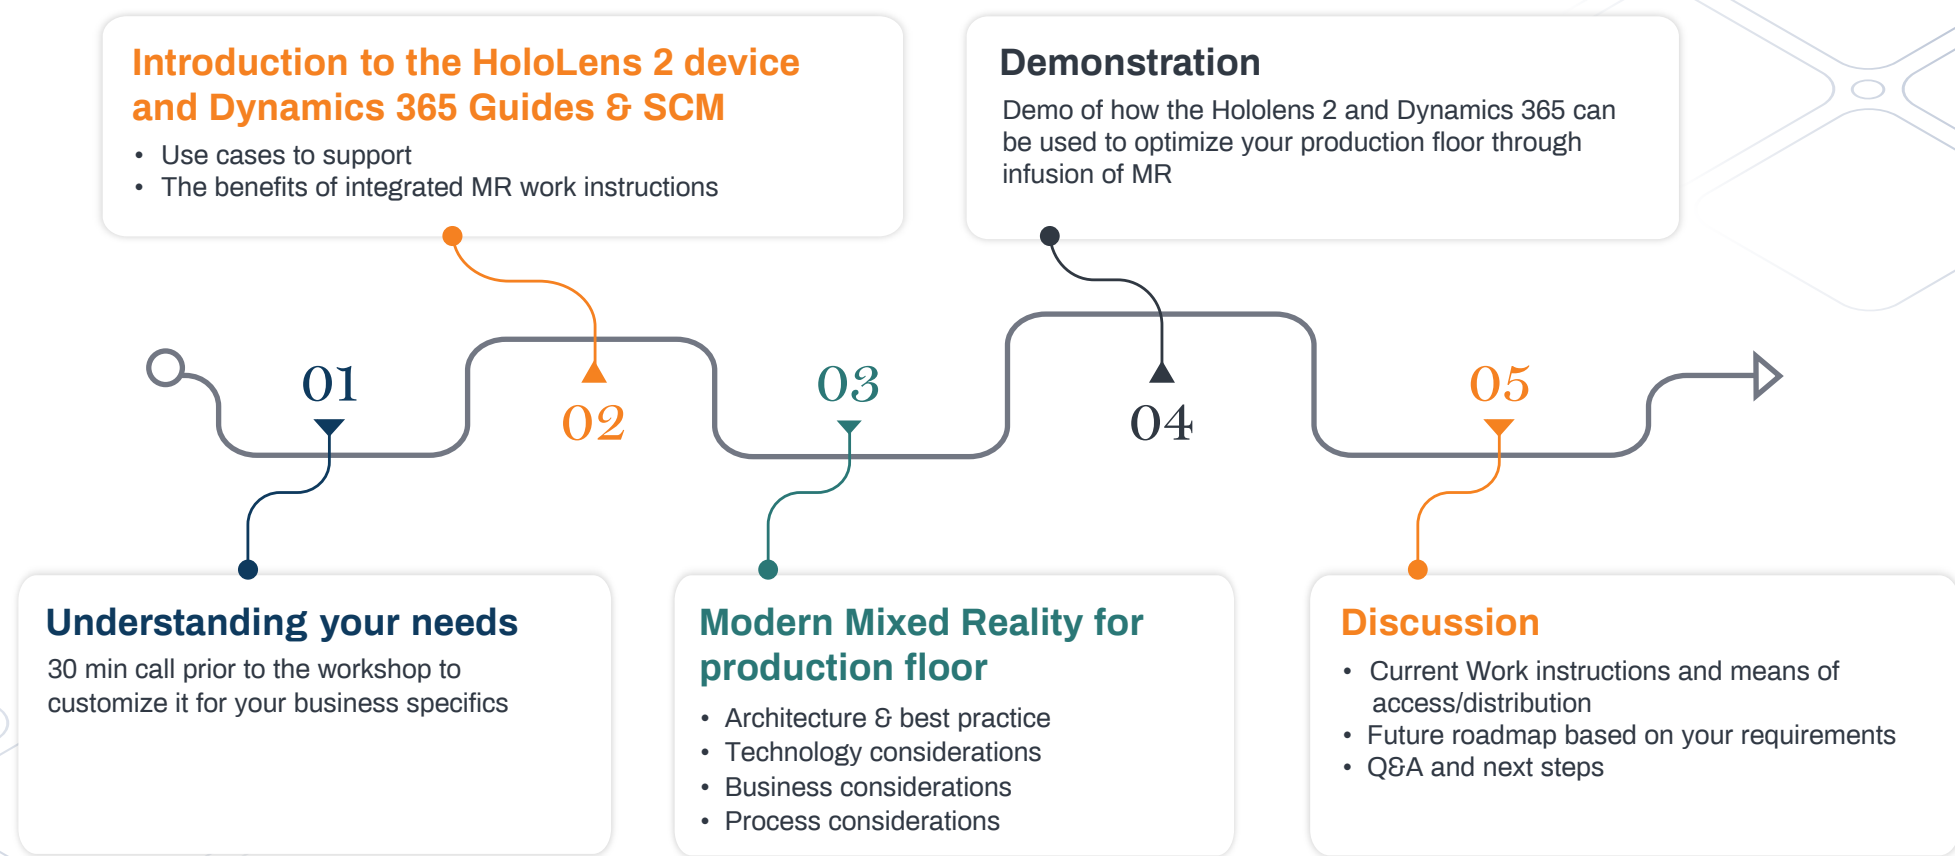 Introduction to the HoloLens 2 device
and Dynamics 365 Guides & SCM
• Use cases to support
• The benefits of integrated MR work instructions
Demonstration
Demo of how the Hololens 2 and Dynamics 365 can
be used to optimize your production floor through
infusion of MR
01
02
03
04
05
Understanding your needs
30 min call prior to the workshop to
customize it for your business specifics
Modern Mixed Reality for
production floor
• Architecture & best practice
• Technology considerations
• Business considerations
• Process considerations
Discussion
• Current Work instructions and means of
access/distribution
• Future roadmap based on your requirements
• Q&A and next steps